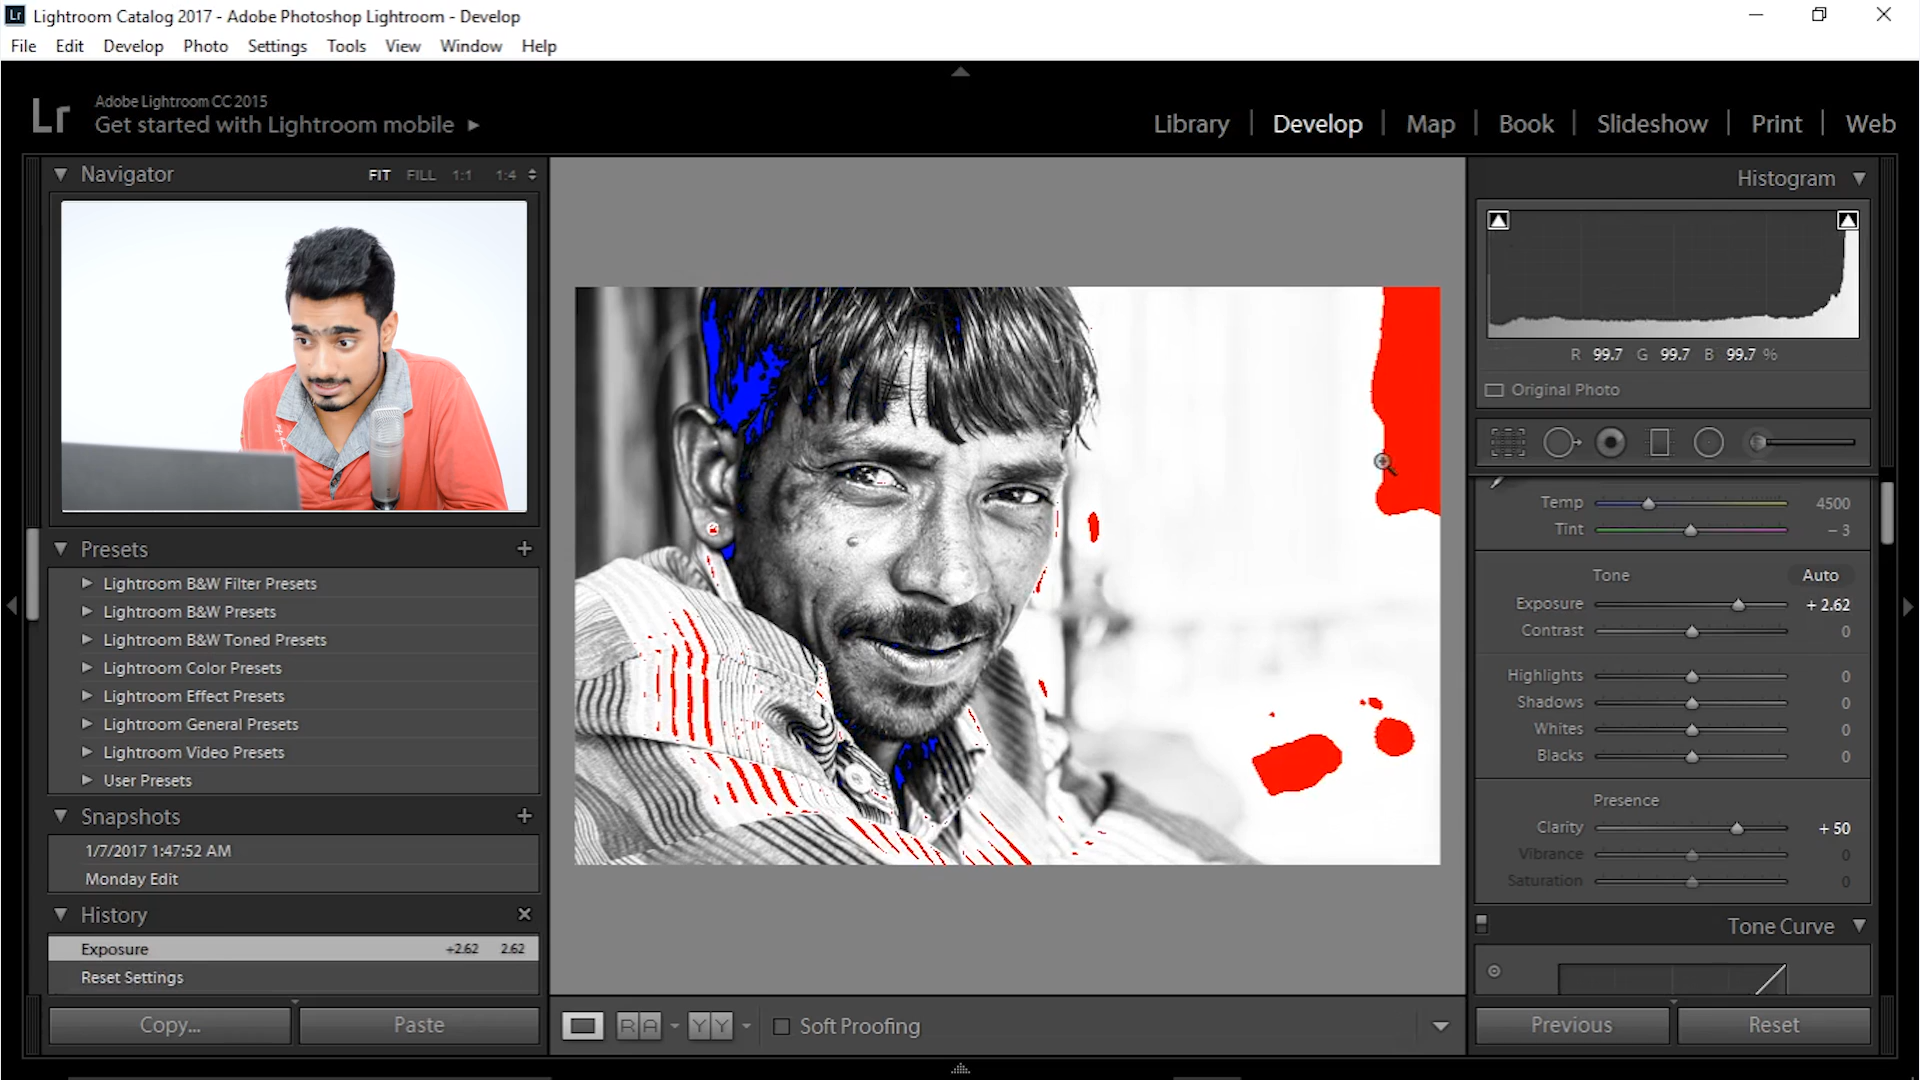 Lr Lightroom Catalog 2017 - Adobe Photoshop Lightroom - Develop
File Edit Develop Photo Settings Tools View Window Help
Lr
Adobe Lightroom CC 2015
Get started with Lightroom mobile
Library Develop Map Book Slideshow Print Web
Navigator FIT FILL 1:1 1:4
Presets +
Lightroom B&W Filter Presets
Lightroom B&W Presets
Lightroom B&W Toned Presets
Lightroom Color Presets
Lightroom Effect Presets
Lightroom General Presets
Lightroom Video Presets
User Presets
Snapshots +
1/7/2017 1:47:52 AM
Monday Edit
History
Exposure +2.62 2.62
Reset Settings
Copy... Paste
RA YY Soft Proofing
Histogram
R 99.7 G 99.7 B 99.7 %
Original Photo
Temp 4500
Tint – 3
Tone Auto
Exposure + 2.62
Contrast 0
Highlights 0
Shadows 0
Whites 0
Blacks 0
Presence
Clarity + 50
Vibrance 0
Saturation 0
Tone Curve
Previous Reset